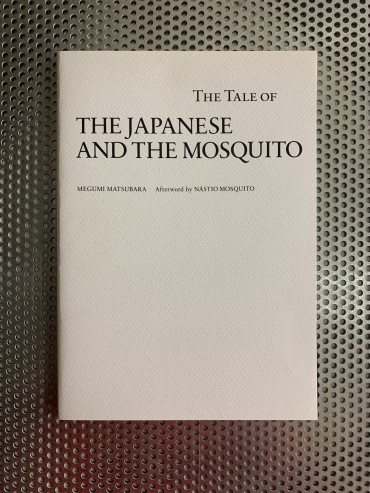 THE TALE OF
THE JAPANESE
AND THE MOSQUITO
MEGUMI MATSUBARA Afterword by NÁSTIO MOSQUITO